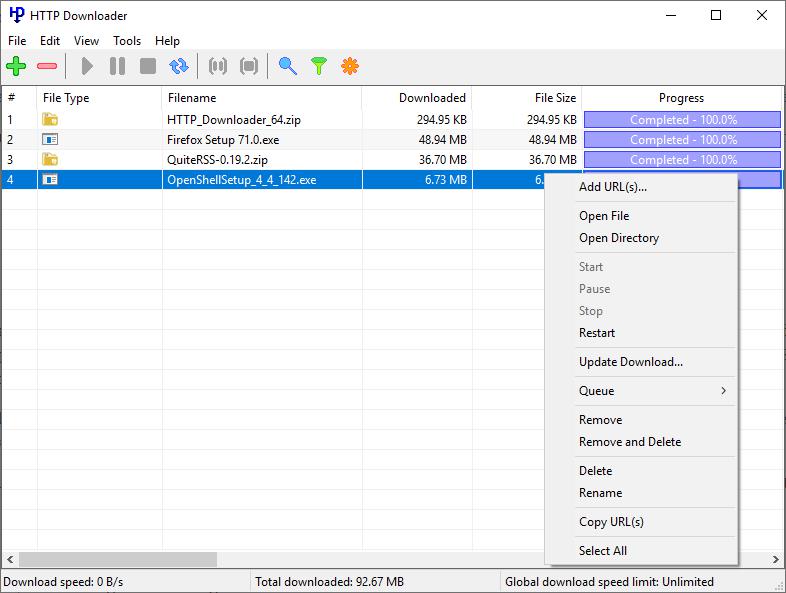 HTTP Downloader
File Edit View Tools Help
# File Type Filename Downloaded File Size Progress
1 HTTP_Downloader_64.zip 294.95 KB 294.95 KB Completed - 100.0%
2 Firefox Setup 71.0.exe 48.94 MB 48.94 MB Completed - 100.0%
3 QuiteRSS-0.19.2.zip 36.70 MB 36.70 MB Completed - 100.0%
4 OpenShellSetup_4_4_142.exe 6.73 MB 6.
Add URL(s)...
Open File
Open Directory
Start
Pause
Stop
Restart
Update Download...
Queue
Remove
Remove and Delete
Delete
Rename
Copy URL(s)
Select All
Download speed: 0 B/s Total downloaded: 92.67 MB Global download speed limit: Unlimited